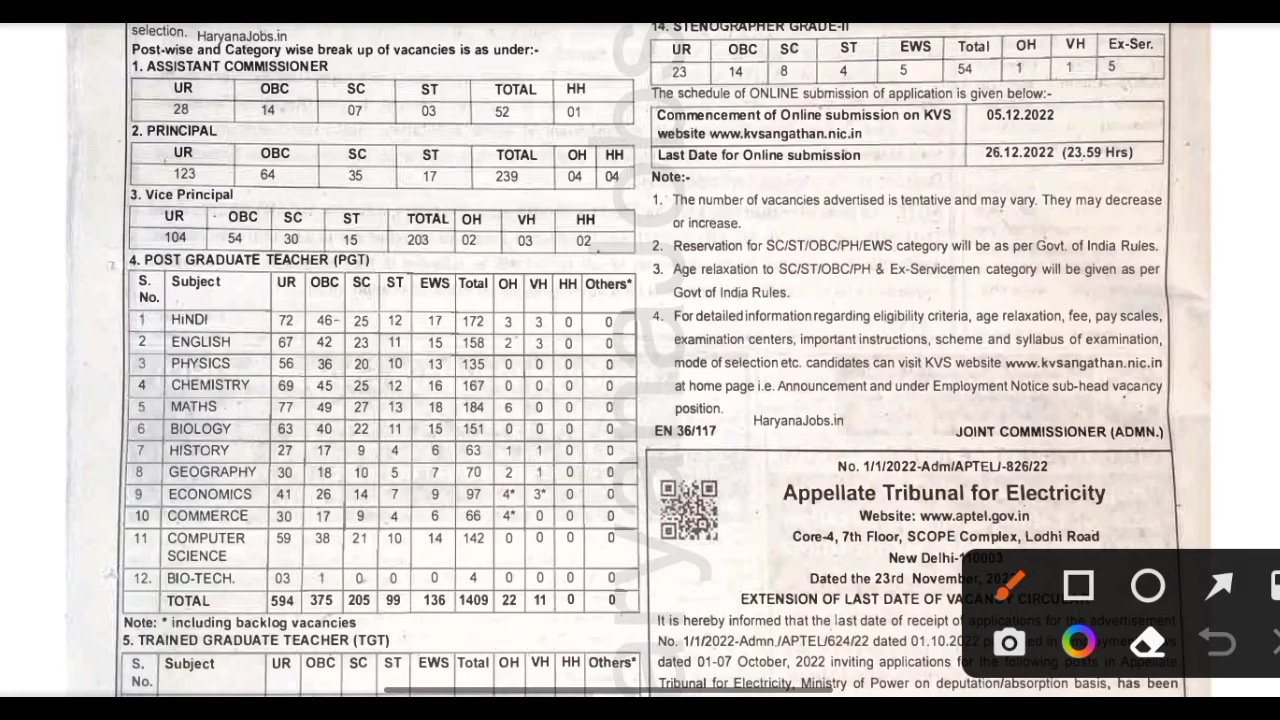 selection. HaryanaJobs.in
Post-wise and Category wise break up of vacancies is as under:-
1. ASSISTANT COMMISSIONER
UR OBC SC ST TOTAL HH
28 14 07 03 52 01
2. PRINCIPAL
UR OBC SC ST TOTAL OH HH
123 64 35 17 239 04 04
3. Vice Principal
UR OBC SC ST TOTAL OH VH HH
104 54 30 15 203 02 03 02
4. POST GRADUATE TEACHER (PGT)
S. No. Subject UR OBC SC ST EWS Total OH VH HH Others*
1 HiNDI 72 46 25 12 17 172 3 3 0 0
2 ENGLISH 67 42 23 11 15 158 2 3 0 0
3 PHYSICS 56 36 20 10 13 135 0 0 0 0
4 CHEMISTRY 69 45 25 12 16 167 0 0 0 0
5 MATHS 77 49 27 13 18 184 6 0 0 0
6 BIOLOGY 63 40 22 11 15 151 0 0 0 0
7 HISTORY 27 17 9 4 6 63 1 1 0 0
8 GEOGRAPHY 30 18 10 5 7 70 2 1 0 0
9 ECONOMICS 41 26 14 7 9 97 4* 3* 0 0
10 COMMERCE 30 17 9 4 6 66 4* 0 0 0
11 COMPUTER SCIENCE 59 38 21 10 14 142 0 0 0 0
12. BIO-TECH. 03 1 0 0 0 4 0 0 0 0
TOTAL 594 375 205 99 136 1409 22 11 0 0
Note: * including backlog vacancies
5. TRAINED GRADUATE TEACHER (TGT)
S. No. Subject UR OBC SC ST EWS Total OH VH HH Others*
14. STENOGRAPHER GRADE-II
UR OBC SC ST EWS Total OH VH Ex-Ser.
23 14 8 4 5 54 1 1 5
The schedule of ONLINE submission of application is given below:-
Commencement of Online submission on KVS 05.12.2022
website www.kvsangathan.nic.in
Last Date for Online submission 26.12.2022 (23.59 Hrs)
Note:-
1. The number of vacancies advertised is tentative and may vary. They may decrease
or increase.
2. Reservation for SC/ST/OBC/PH/EWS category will be as per Govt. of India Rules.
3. Age relaxation to SC/ST/OBC/PH & Ex-Servicemen category will be given as per
Govt of India Rules.
4. For detailed information regarding eligibility criteria, age relaxation, fee, pay scales,
examination centers, important instructions, scheme and syllabus of examination,
mode of selection etc. candidates can visit KVS website www.kvsangathan.nic.in
at home page i.e. Announcement and under Employment Notice sub-head vacancy
position.
HaryanaJobs.in
EN 36/117 JOINT COMMISSIONER (ADMN.)
No. 1/1/2022-Adm/APTEL/-826/22
Appellate Tribunal for Electricity
Website: www.aptel.gov.in
Core-4, 7th Floor, SCOPE Complex, Lodhi Road
New Delhi-110003
Dated the 23rd November, 202
EXTENSION OF LAST DATE OF VACANCY CIRCULAR
It is hereby informed that the last date of receipt of applications for the advertisement
No. 1/1/2022-Admn./APTEL/624/22 dated 01.10.2022
dated 01-07 October, 2022 inviting applications for the following posts in Appellate
Tribunal for Electricity, Ministry of Power on deputation/absorption basis, has been